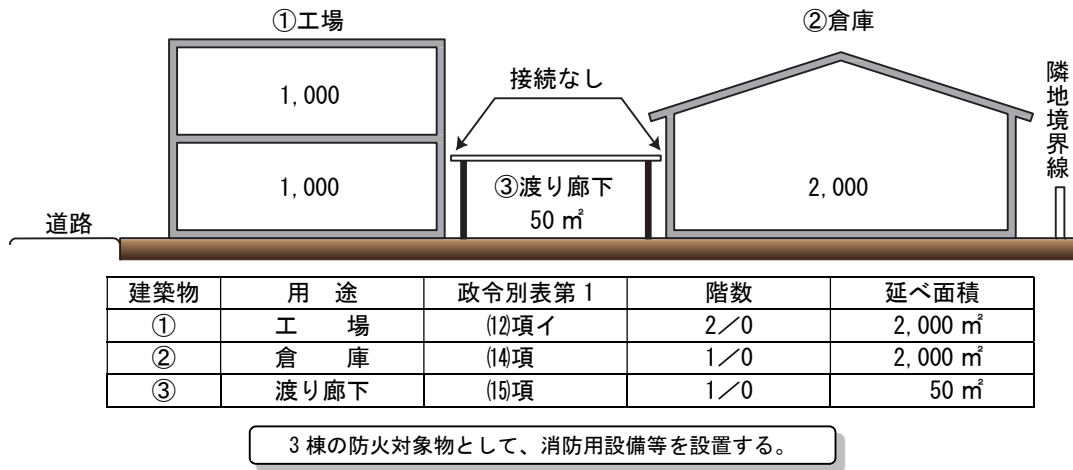 ①工場
②倉庫
接続なし
1,000
1,000
③渡り廊下
50 ㎡
2,000
隣地境界線
道路
建築物 用　途 政令別表第1 階数 延べ面積
① 工　場 ⑿項イ 2／0 2,000 ㎡
② 倉　庫 ⒁項 1／0 2,000 ㎡
③ 渡り廊下 ⒂項 1／0 50 ㎡
3 棟の防火対象物として、消防用設備等を設置する。